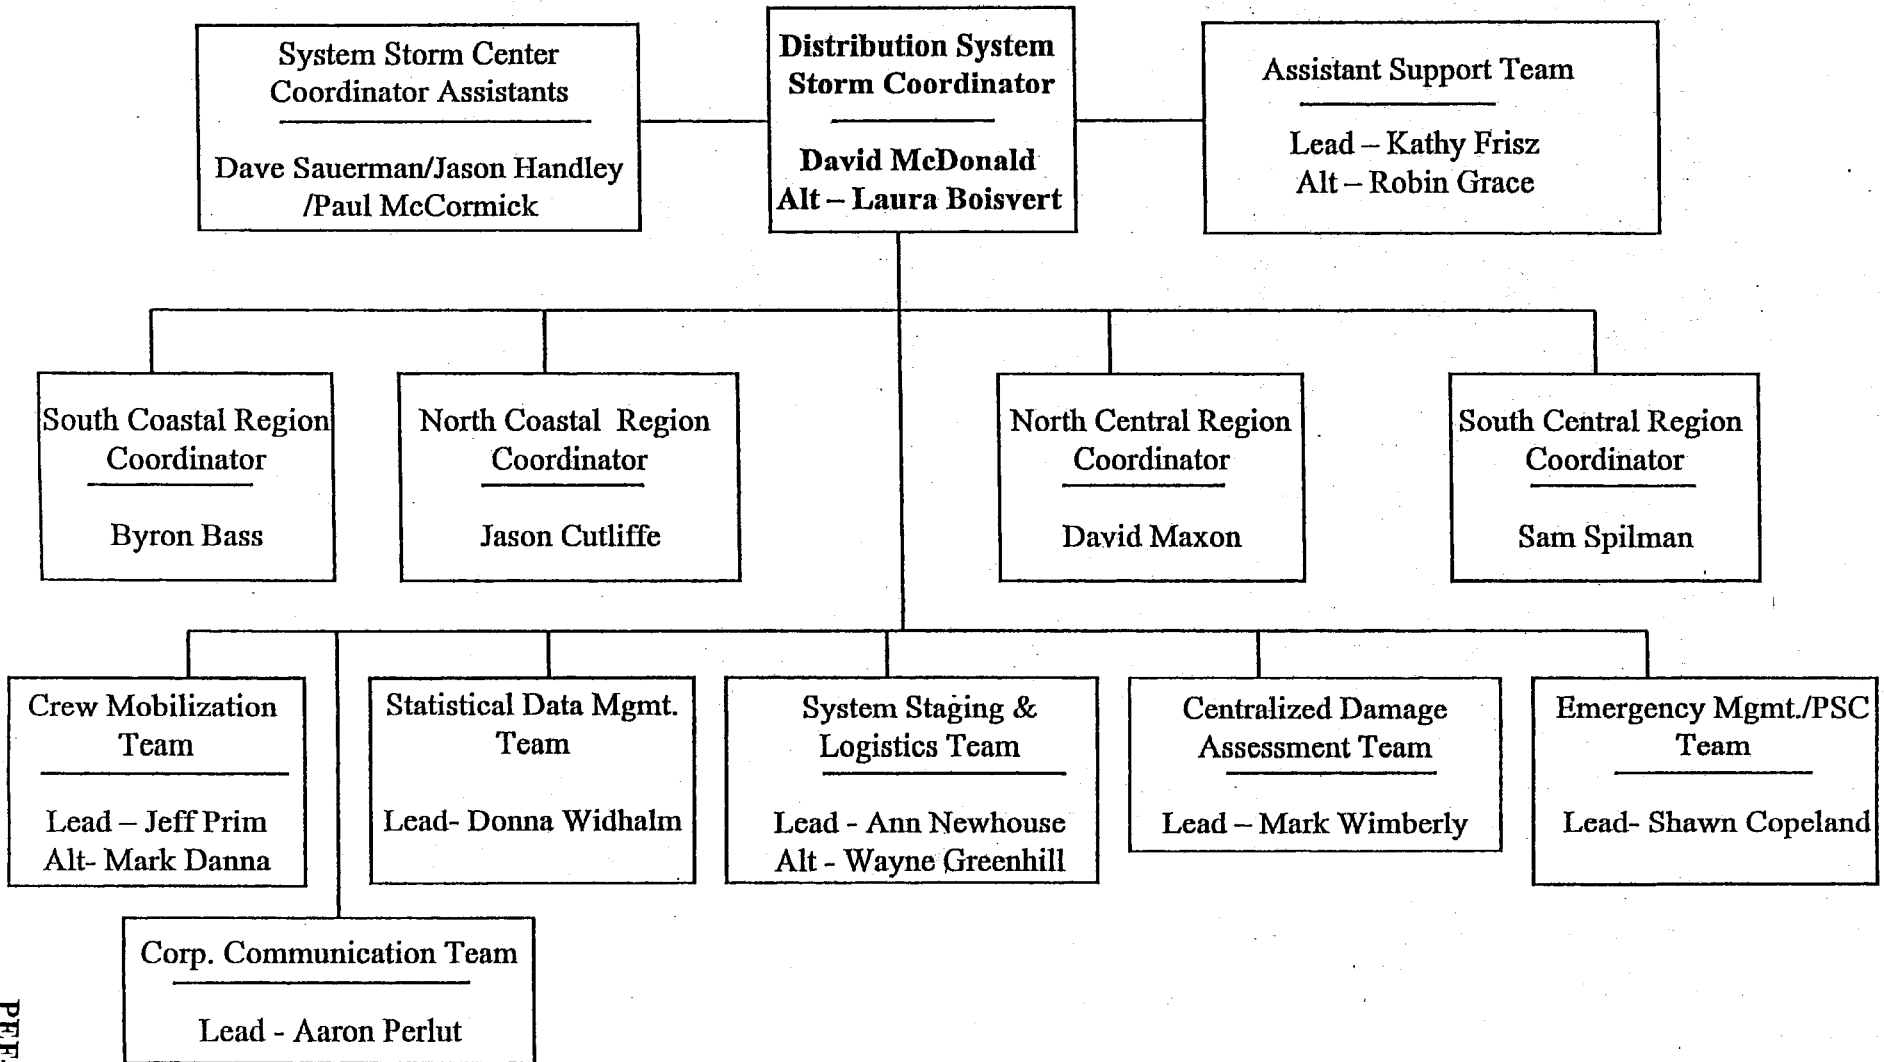 System Storm Center
Coordinator Assistants
Dave Sauerman/Jason Handley
/Paul McCormick
Distribution System
Storm Coordinator
David McDonald
Alt – Laura Boisvert
Assistant Support Team
Lead – Kathy Frisz
Alt – Robin Grace
South Coastal Region
Coordinator
Byron Bass
North Coastal Region
Coordinator
Jason Cutliffe
North Central Region
Coordinator
David Maxon
South Central Region
Coordinator
Sam Spilman
Crew Mobilization
Team
Lead – Jeff Prim
Alt- Mark Danna
Statistical Data Mgmt.
Team
Lead- Donna Widhalm
System Staging &
Logistics Team
Lead - Ann Newhouse
Alt - Wayne Greenhill
Centralized Damage
Assessment Team
Lead – Mark Wimberly
Emergency Mgmt./PSC
Team
Lead- Shawn Copeland
Corp. Communication Team
Lead - Aaron Perlut